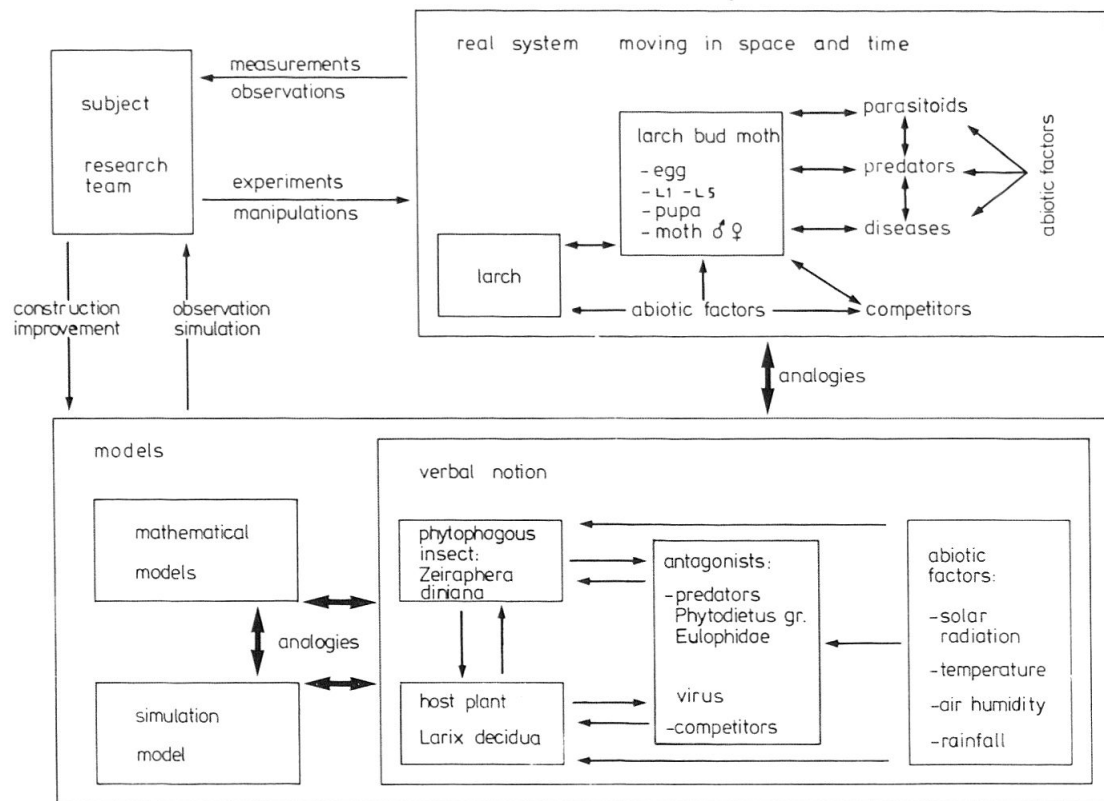 real system moving in space and time
subject
research
team
measurements
observations
experiments
manipulations
larch bud moth
- egg
- L1 - L5
- pupa
- moth ♂ ♀
parasitoids
predators
diseases
abiotic factors
larch
abiotic factors
competitors
construction
improvement
observation
simulation
analogies
models
mathematical
models
analogies
simulation
model
verbal notion
phytophagous
insect:
Zeiraphera
diniana
host plant
Larix decidua
antagonists:
-predators
Phytodietus gr.
Eulophidae
virus
-competitors
abiotic
factors:
-solar
radiation
-temperature
-air humidity
-rainfall